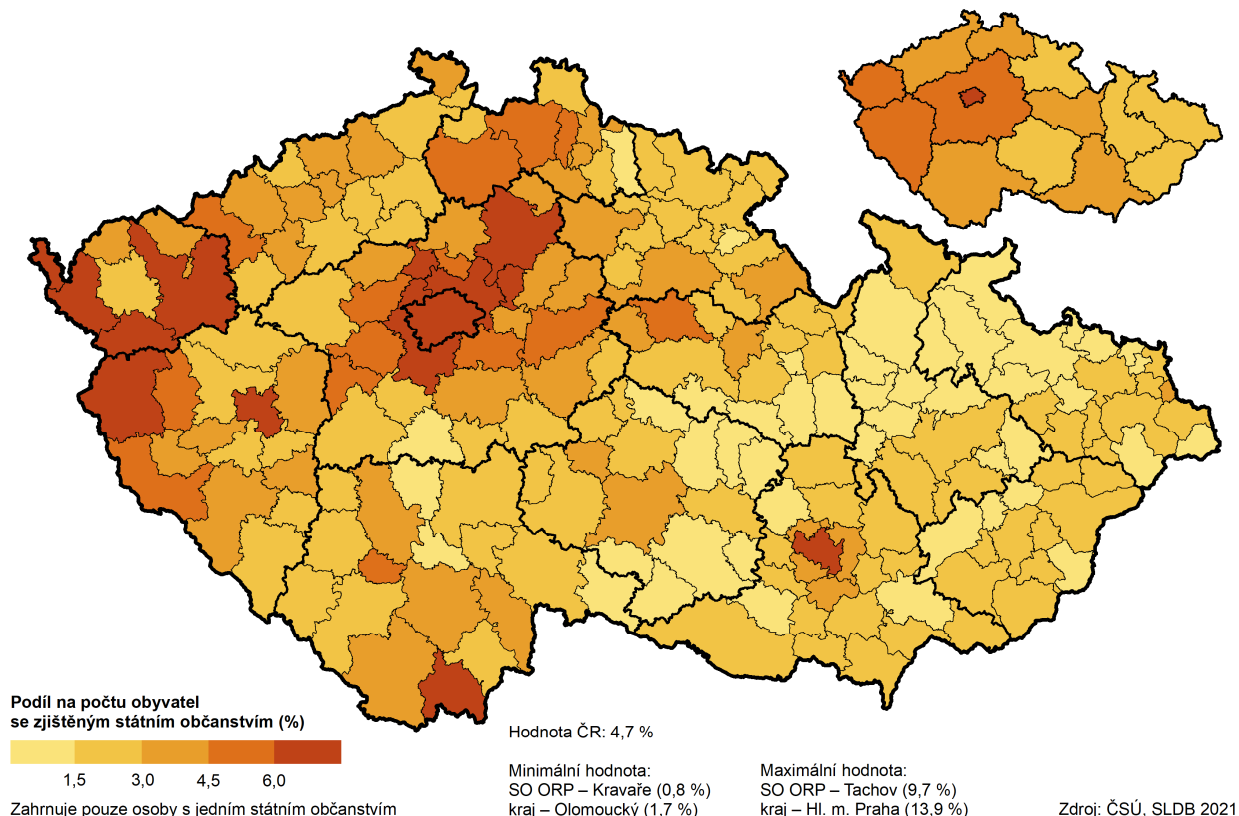 Podíl na počtu obyvatel
se zjištěným státním občanstvím (%)
1,5 3,0 4,5 6,0
Zahrnuje pouze osoby s jedním státním občanstvím
Hodnota ČR: 4,7 %
Minimální hodnota:
SO ORP – Kravaře (0,8 %)
kraj – Olomoucký (1,7 %)
Maximální hodnota:
SO ORP – Tachov (9,7 %)
kraj – Hl. m. Praha (13,9 %)
Zdroj: ČSÚ, SLDB 2021